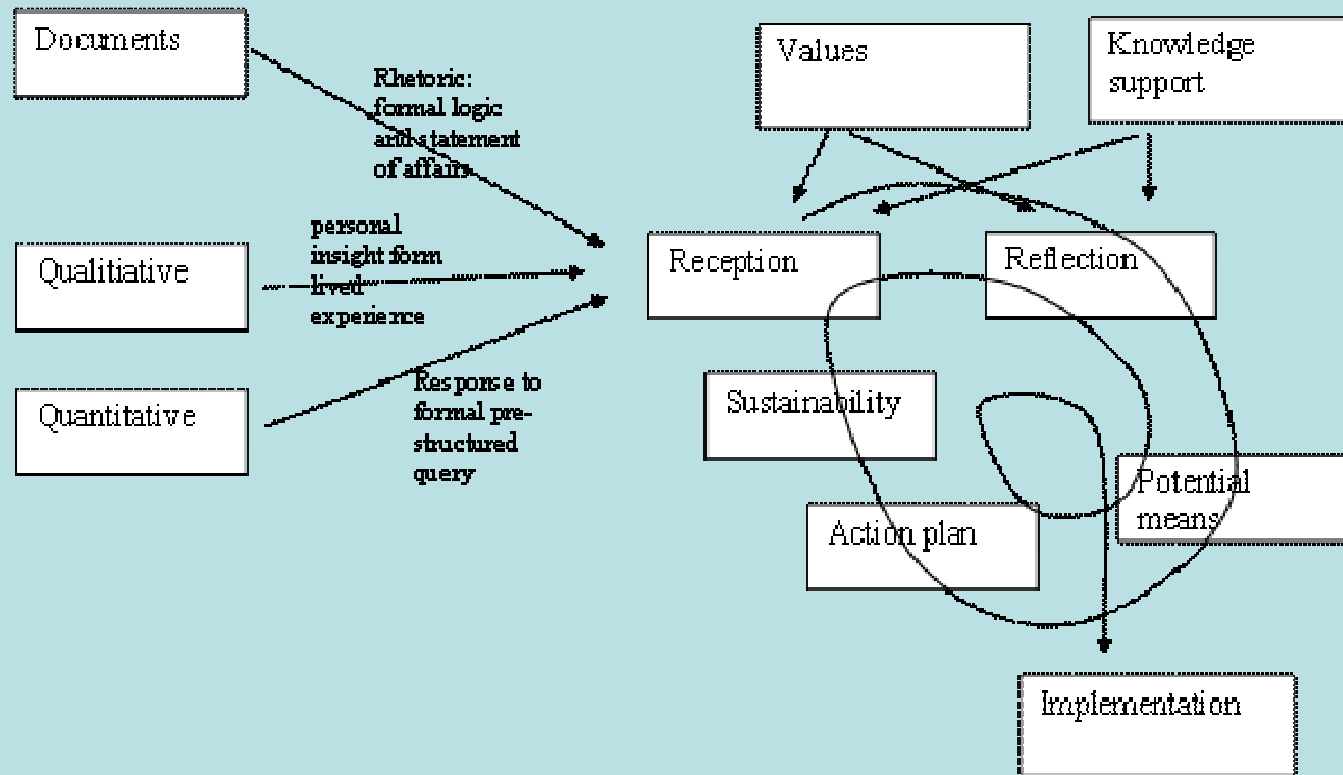 Documents
Rhetoric:
formal logic
and statement
of affairs
Values
Knowledge
support
Qualitiative
personal
insight form
lived
experience
Reception
Reflection
Quantitative
Response to
formal pre-
structured
query
Sustainability
Potential
means
Action plan
Implementation